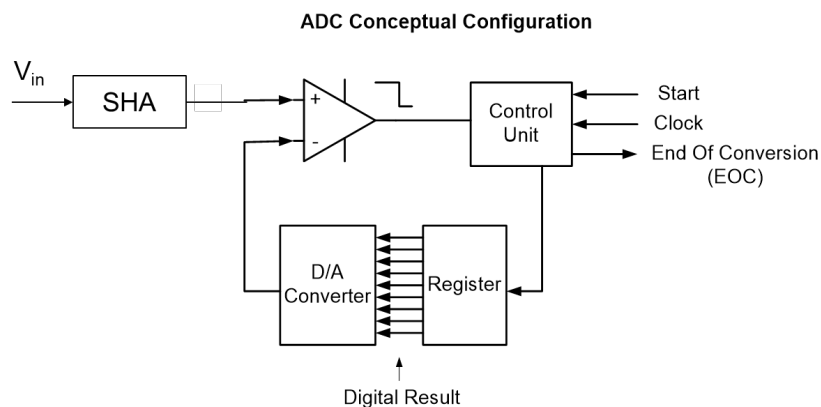 ADC Conceptual Configuration
Vin
SHA
+
-
Control
Unit
Start
Clock
End Of Conversion
(EOC)
D/A
Converter
Register
Digital Result